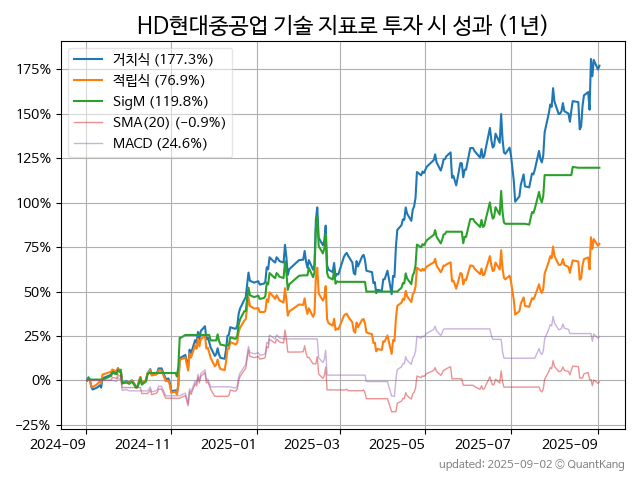 HD현대중공업 기술 지표로 투자 시 성과 (1년)
거치식 (177.3%)
적립식 (76.9%)
SigM (119.8%)
SMA(20) (−0.9%)
MACD (24.6%)
175%
150%
125%
100%
75%
50%
25%
0%
−25%
2024-09 2024-11 2025-01 2025-03 2025-05 2025-07 2025-09
updated: 2025-09-02 © QuantKang